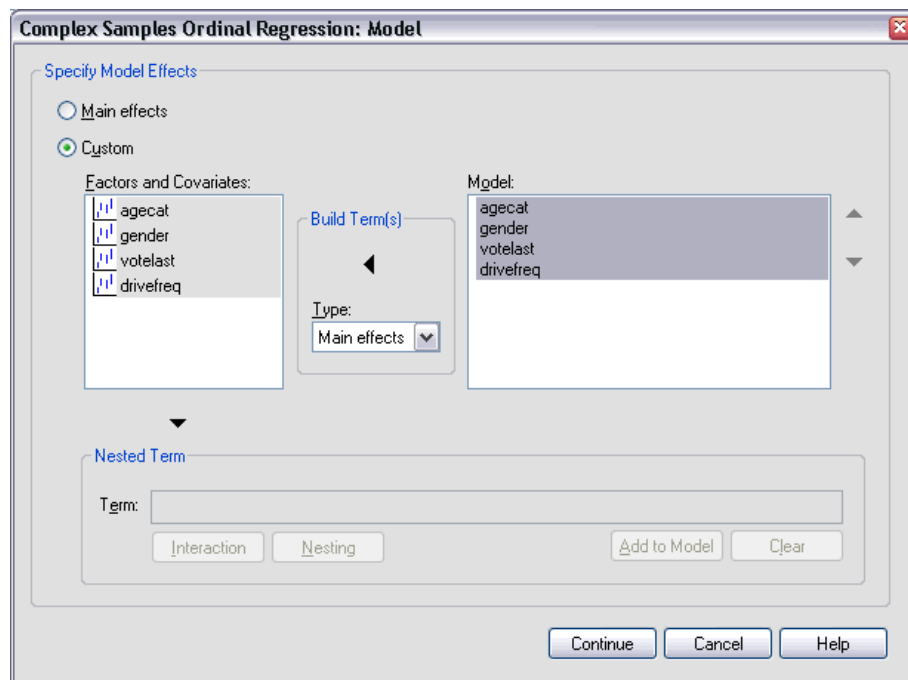 Complex Samples Ordinal Regression: Model
Specify Model Effects
Main effects
Custom
Factors and Covariates:
agecat
gender
votelast
drivefreq
Build Term(s)
Type:
Main effects
Model:
agecat
gender
votelast
drivefreq
Nested Term
Term:
Interaction
Nesting
Add to Model
Clear
Continue
Cancel
Help